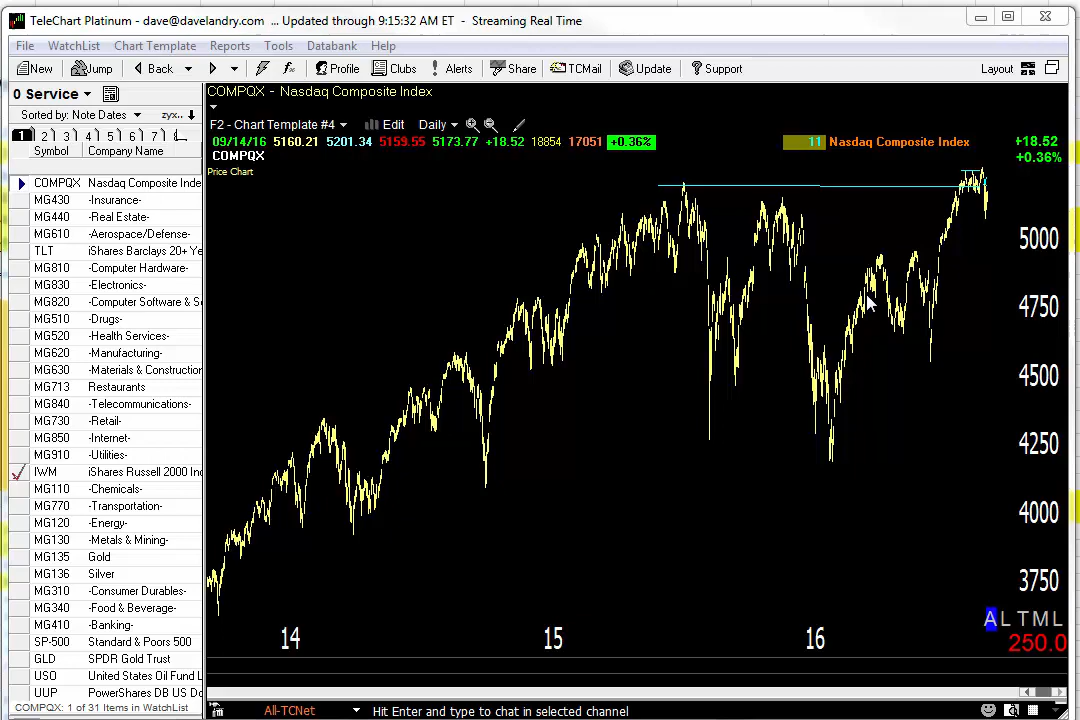 TeleChart Platinum - dave@davelandry.com ... Updated through 9:15:32 AM ET - Streaming Real Time
File WatchList Chart Template Reports Tools Databank Help
New Jump Back Profile Clubs Alerts Share TCMail Update Support Layout
0 Service
COMPQX - Nasdaq Composite Index
Sorted by: Note Dates zyx..
F2 - Chart Template #4 Edit Daily
1 2 3 4 5 6 7
09/14/16 5160.21 5201.34 5159.55 5173.77 +18.52 18854 17051 +0.36% 11 Nasdaq Composite Index +18.52
+0.36%
Symbol Company Name
COMPQX
Price Chart
COMPQX Nasdaq Composite Inde
MG430 -Insurance-
MG440 -Real Estate-
MG610 -Aerospace/Defense-
TLT iShares Barclays 20+ Ye
MG810 -Computer Hardware-
MG830 -Electronics-
MG820 -Computer Software & Se
MG510 -Drugs-
MG520 -Health Services-
MG620 -Manufacturing-
MG630 -Materials & Construction
MG713 Restaurants
MG840 -Telecommunications-
MG730 -Retail-
MG850 -Internet-
MG910 -Utilities-
IWM iShares Russell 2000 Ind
MG110 -Chemicals-
MG770 -Transportation-
MG120 -Energy-
MG130 -Metals & Mining-
MG135 Gold
MG136 Silver
MG310 -Consumer Durables-
MG340 -Food & Beverage-
MG410 -Banking-
SP-500 Standard & Poors 500
GLD SPDR Gold Trust
USO United States Oil Fund L
UUP PowerShares DB US Do
5000
4750
4500
4250
4000
3750
A L T M L
250.0
14 15 16
COMPQX: 1 of 31 Items in WatchList
All-TCNet Hit Enter and type to chat in selected channel